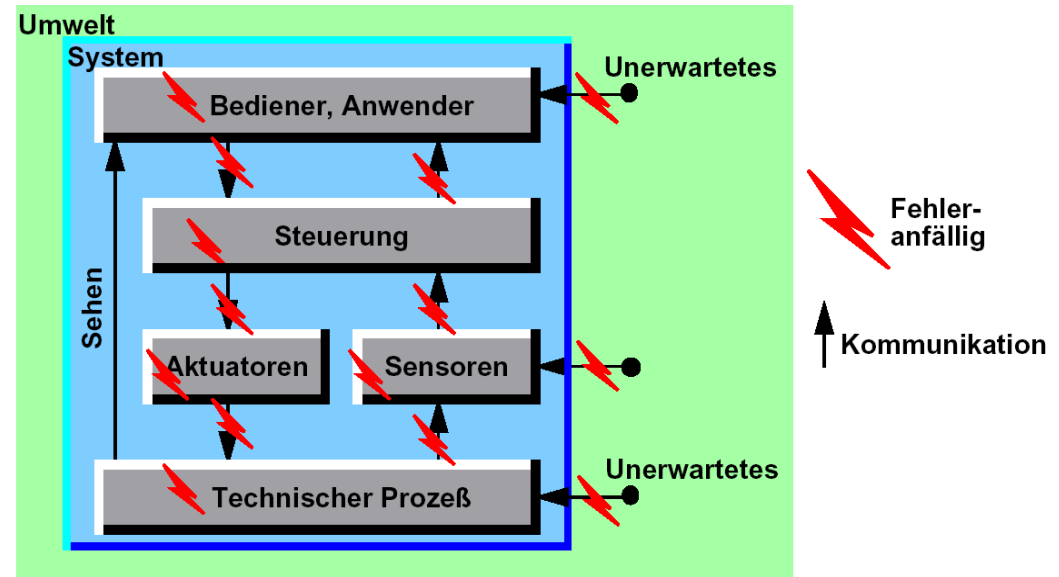 Umwelt
System
Unerwartetes
Bediener, Anwender
Fehler-
anfällig
Steuerung
Sehen
Kommunikation
Aktuatoren
Sensoren
Unerwartetes
Technischer Prozeß